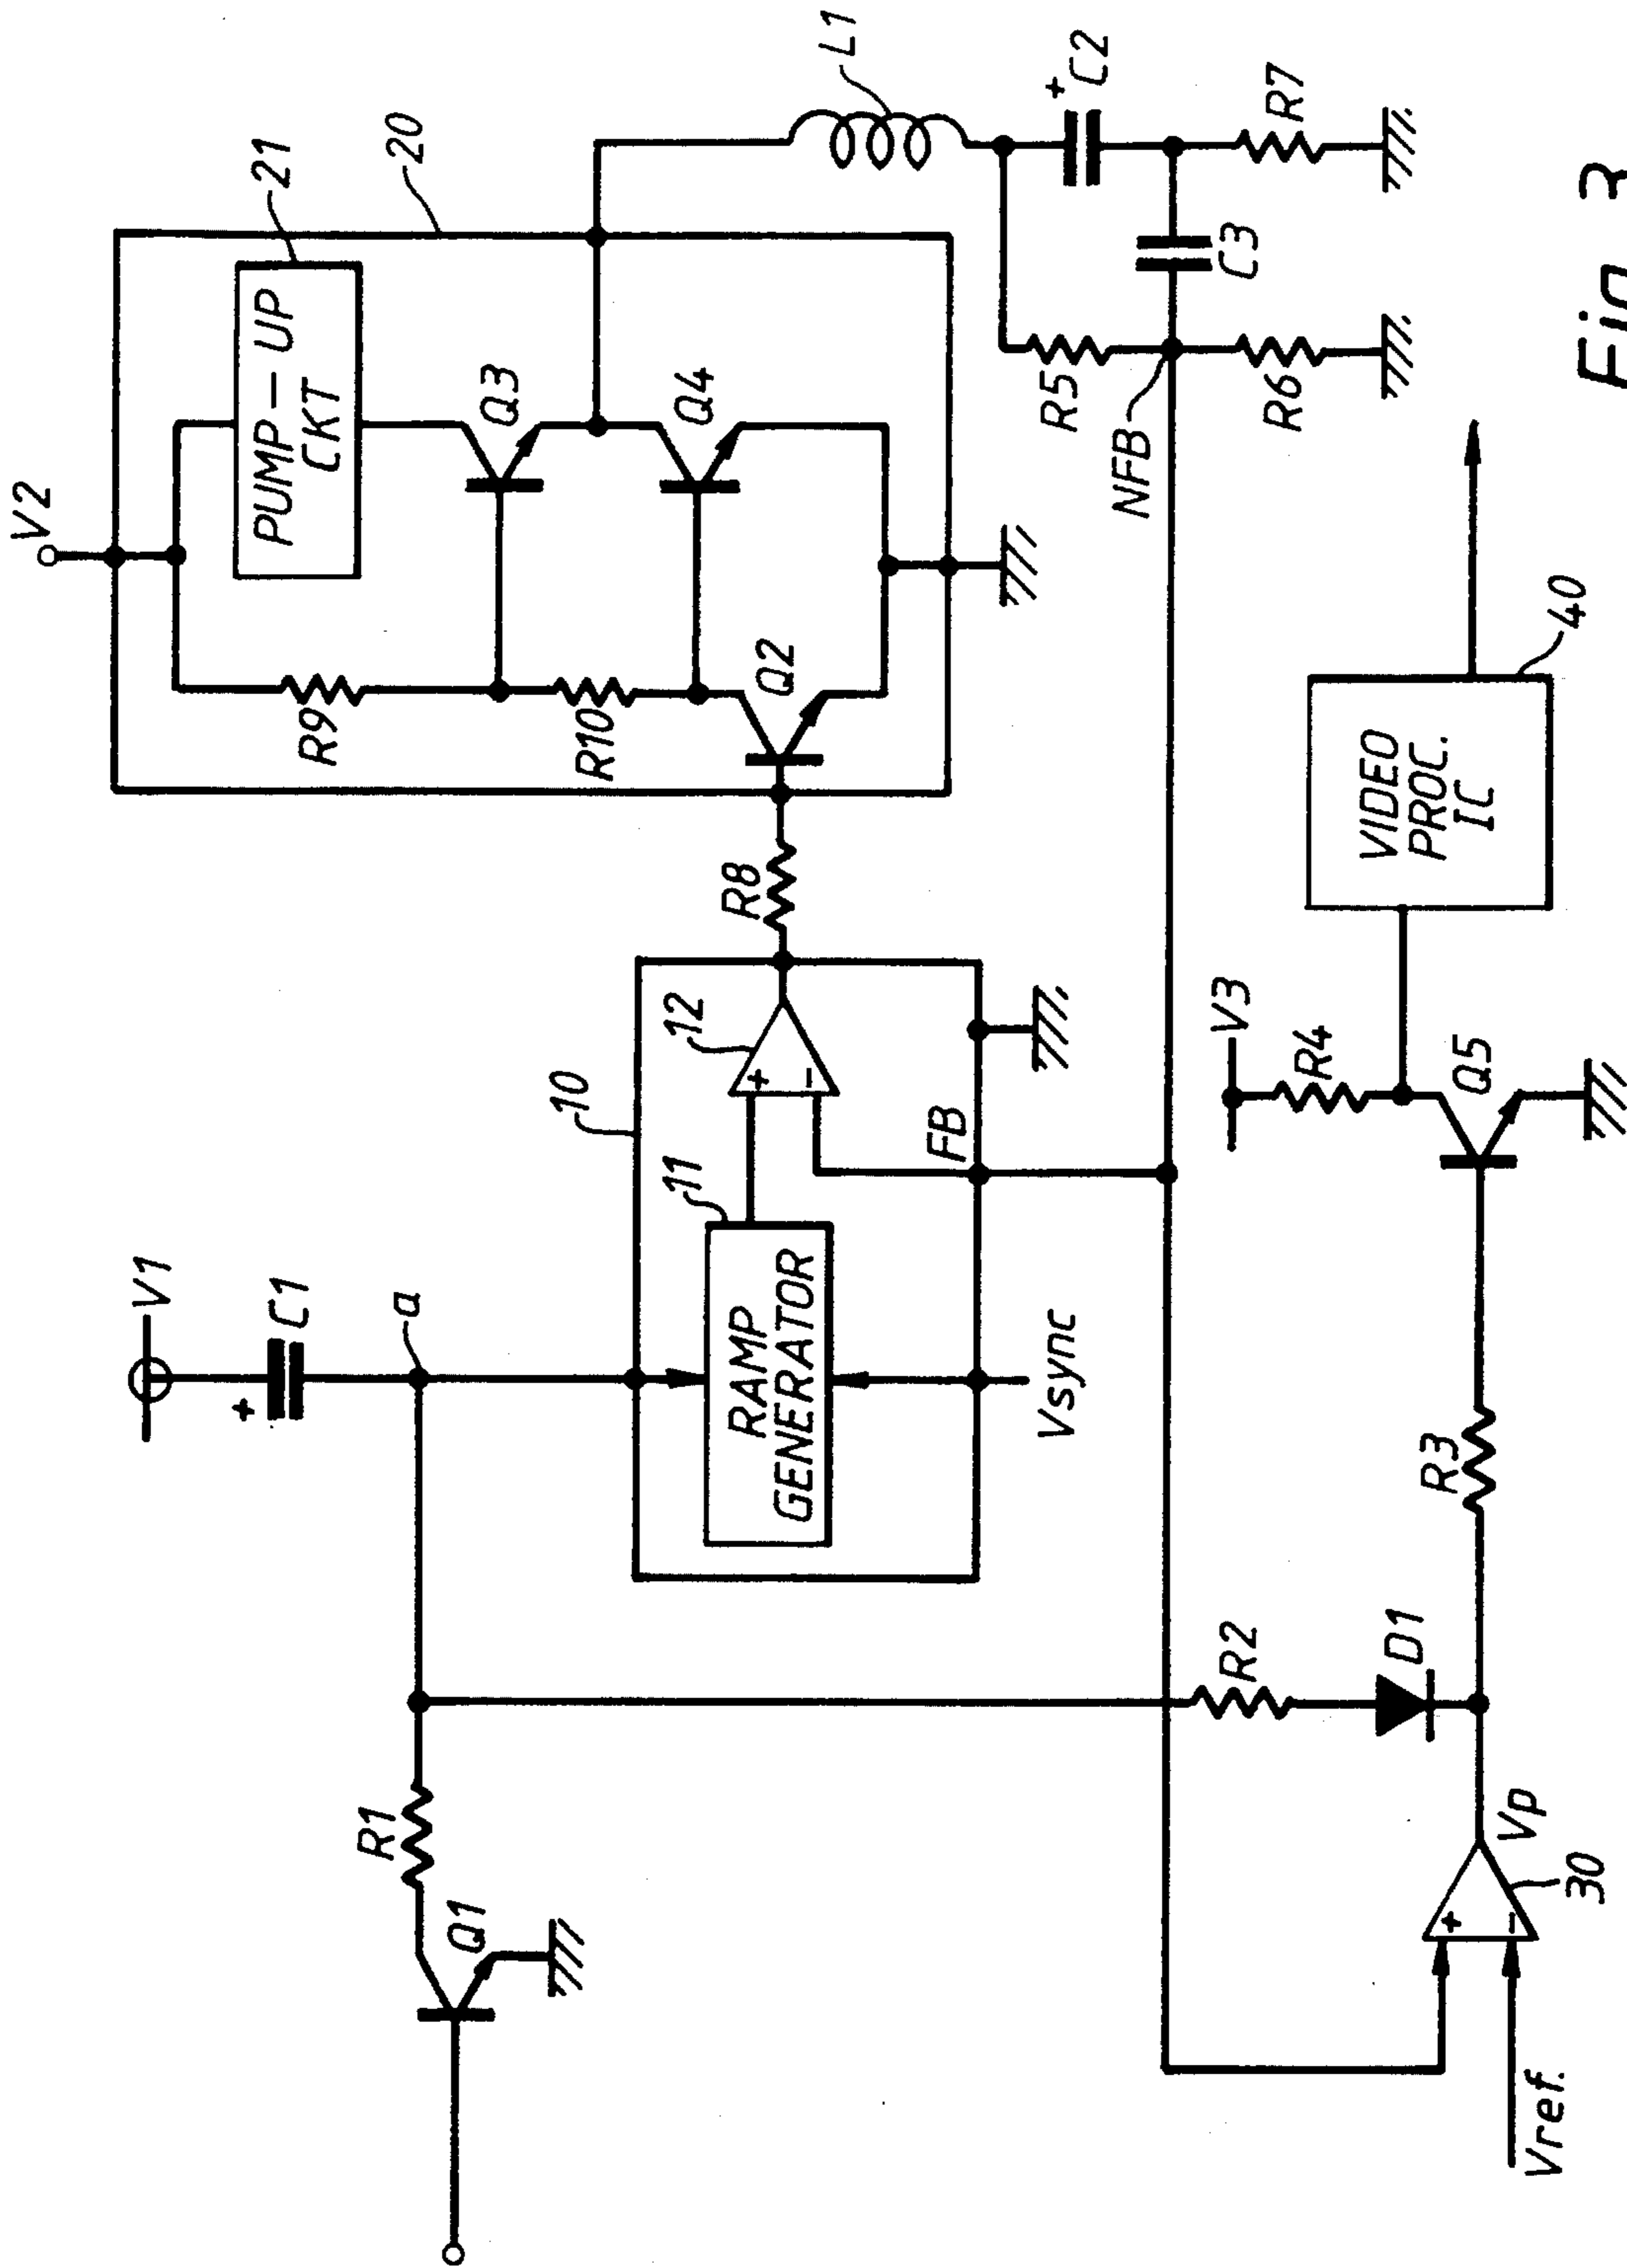 V2
21
PUMP-UP
CKT
20
Q3
Q4
R9
R10
Q2
L1
+
C2
R7
C3
R5
NFB
R6
R8
V1
+
C1
a
10
12
+
-
11
RAMP
GENERATOR
FB
Vsync
R1
Q1
R2
D1
V3
R4
Q5
VIDEO
PROC.
IC
40
R3
+
-
Vp
30
Vref.
Fig. 3